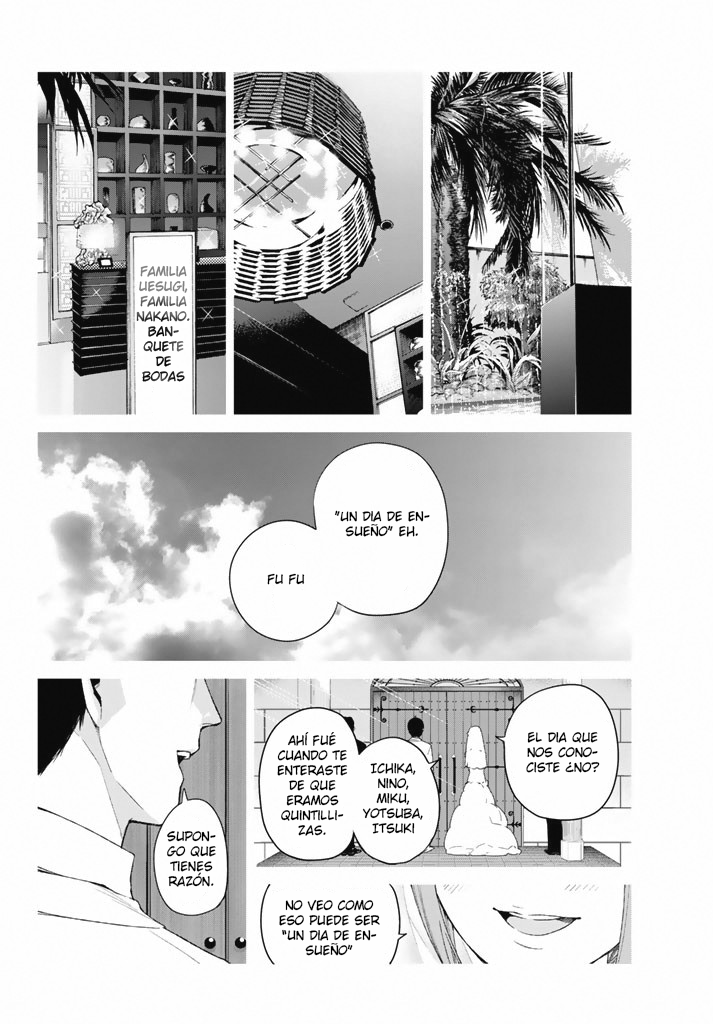 FAMILIA
UESUGI,
FAMILIA
NAKANO.
BAN-
QUETE
DE
BODAS
"UN DIA DE EN-
SUEÑO" EH.
FU FU
EL DIA QUE
NOS CONO-
CISTE ¿NO?
ICHIKA,
NINO,
MIKU,
YOTSUBA,
ITSUKI
AHÍ FUÉ
CUANDO TE
ENTERASTE
DE QUE
ERAMOS
QUINTILLI-
ZAS.
SUPON-
GO QUE
TIENES
RAZÓN.
NO VEO COMO
ESO PUEDE SER
"UN DIA DE EN-
SUEÑO"